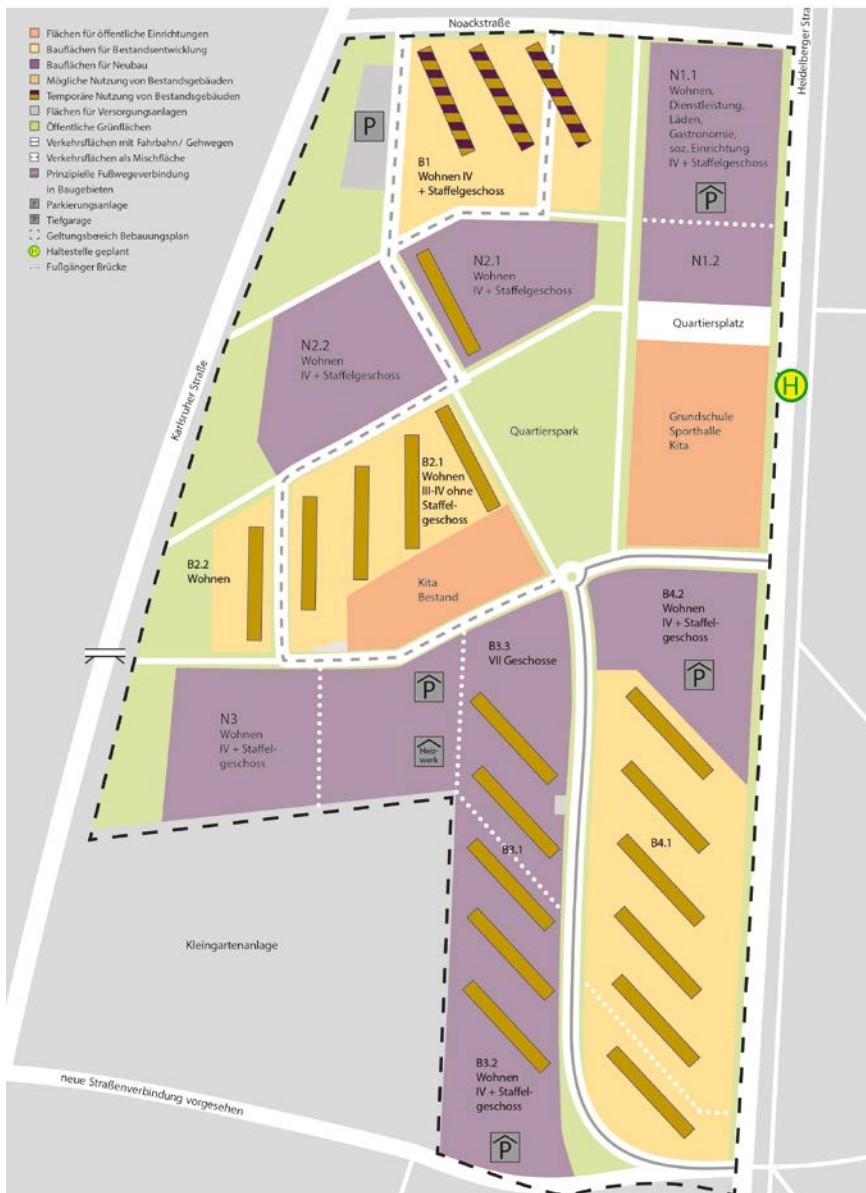 Noackstraße
Heidelberger Stra
Flächen für öffentliche Einrichtungen
Bauflächen für Bestandsentwicklung
Bauflächen für Neubau
Mögliche Nutzung von Bestandsgebäuden
Temporäre Nutzung von Bestandsgebäuden
Flächen für Versorgungsanlagen
Öffentliche Grünflächen
Verkehrsflächen mit Fahrbahn/ Gehwegen
Verkehrsflächen als Mischfläche
Prinzipielle Fußwegeverbindung
in Baugebieten
P Parkierungsanlage
P Tiefgarage
Geltungsbereich Bebauungsplan
H Haltestelle geplant
Fußgänger Brücke
P
B1
Wohnen IV
+ Staffelgeschoss
N1.1
Wohnen,
Dienstleistung,
Läden,
Gastronomie,
soz. Einrichtung
IV + Staffelgeschoss
P
N2.1
Wohnen
IV + Staffelgeschoss
N1.2
Quartiersplatz
N2.2
Wohnen
IV + Staffelgeschoss
Karlsruher Straße
H
Quartierspark
Grundschule
Sporthalle
Kita
B2.1
Wohnen
III-IV ohne
Staffel-
geschoss
B2.2
Wohnen
Kita
Bestand
B4.2
Wohnen
IV + Staffel-
geschoss
P
B3.3
VII Geschosse
P
N3
Wohnen
IV + Staffel-
geschoss
Heiz-
werk
B3.1
B4.1
Kleingartenanlage
B3.2
Wohnen
IV + Staffel-
geschoss
P
neue Straßenverbindung vorgesehen